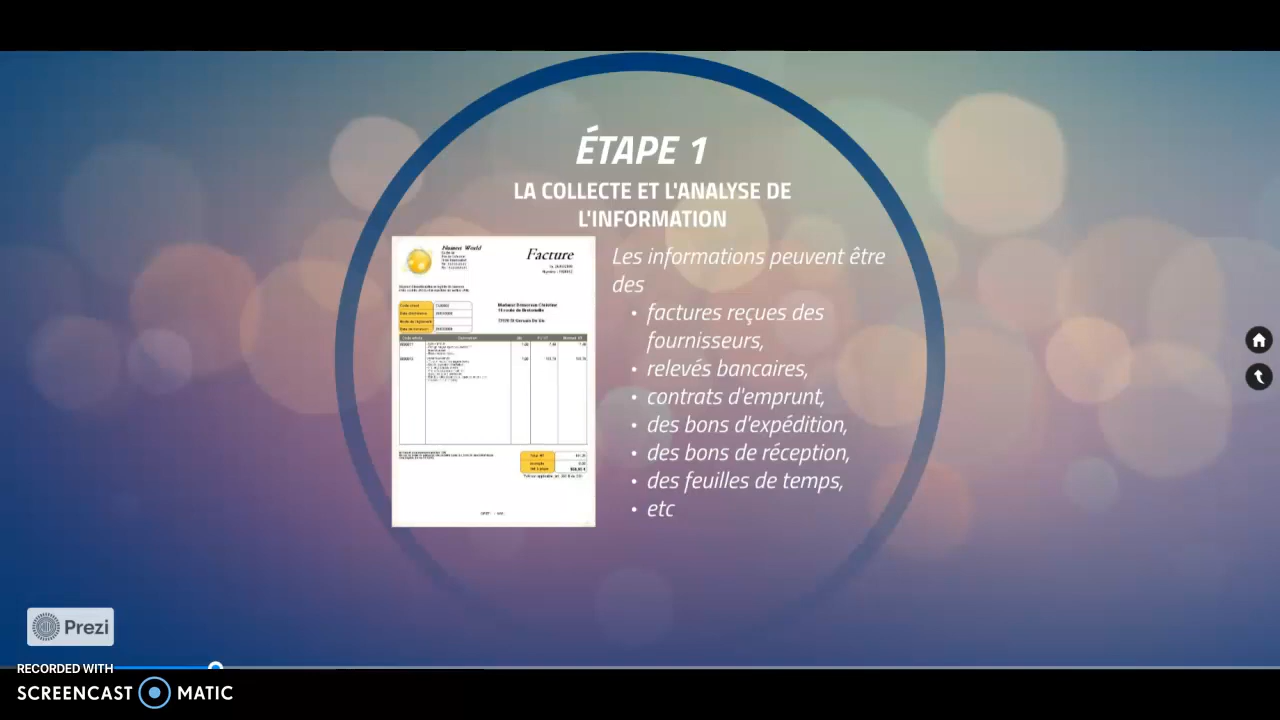 ÉTAPE 1
LA COLLECTE ET L'ANALYSE DE
L'INFORMATION
Facture
Les informations peuvent être
des
• factures reçues des
fournisseurs,
• relevés bancaires,
• contrats d'emprunt,
• des bons d'expédition,
• des bons de réception,
• des feuilles de temps,
• etc
Prezi
RECORDED WITH
SCREENCAST MATIC